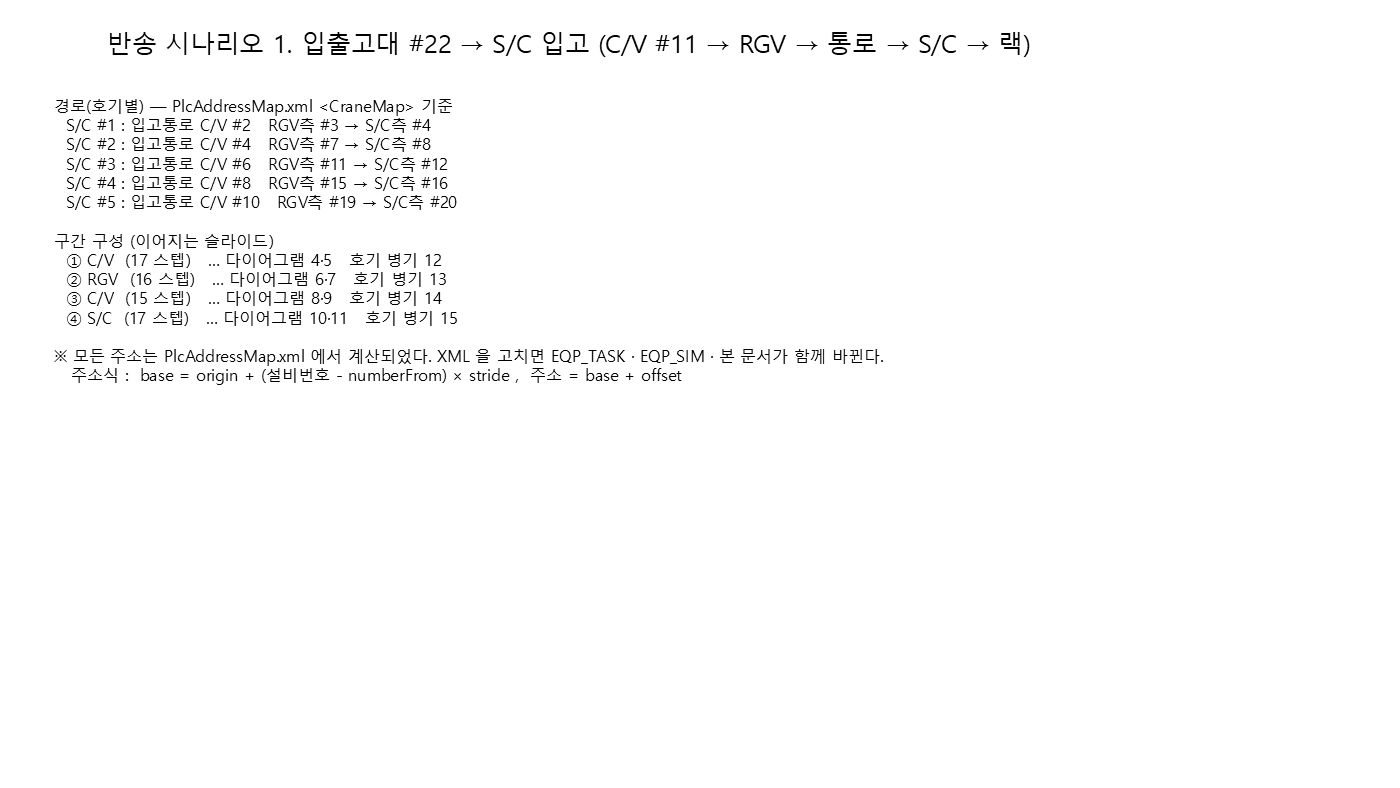 반송 시나리오 1. 입출고대 #22 → S/C 입고 (C/V #11 → RGV → 통로 → S/C → 랙)
경로(호기별) — PlcAddressMap.xml <CraneMap> 기준
S/C #1 : 입고통로 C/V #2 RGV측 #3 → S/C측 #4
S/C #2 : 입고통로 C/V #4 RGV측 #7 → S/C측 #8
S/C #3 : 입고통로 C/V #6 RGV측 #11 → S/C측 #12
S/C #4 : 입고통로 C/V #8 RGV측 #15 → S/C측 #16
S/C #5 : 입고통로 C/V #10 RGV측 #19 → S/C측 #20
구간 구성 (이어지는 슬라이드)
① C/V (17 스텝) ... 다이어그램 4·5 호기 병기 12
② RGV (16 스텝) ... 다이어그램 6·7 호기 병기 13
③ C/V (15 스텝) ... 다이어그램 8·9 호기 병기 14
④ S/C (17 스텝) ... 다이어그램 10·11 호기 병기 15
※ 모든 주소는 PlcAddressMap.xml 에서 계산되었다. XML 을 고치면 EQP_TASK · EQP_SIM · 본 문서가 함께 바뀐다.
주소식 : base = origin + (설비번호 - numberFrom) × stride , 주소 = base + offset